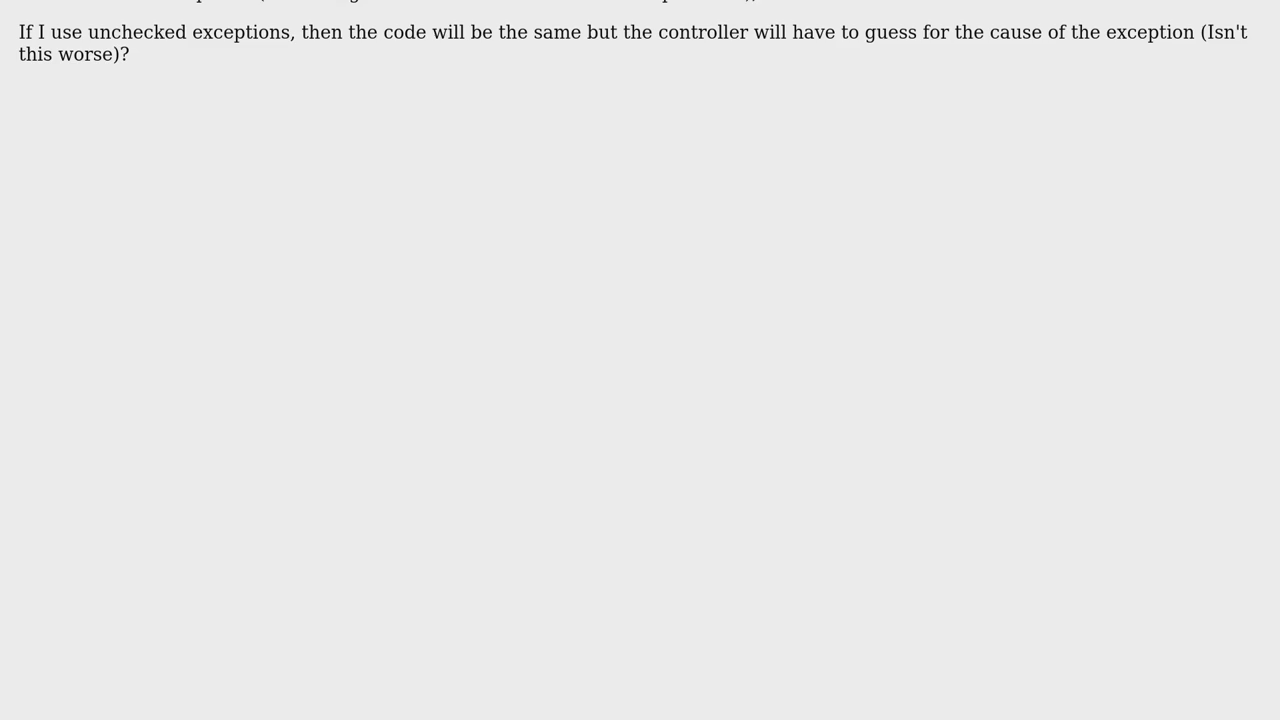 If I use unchecked exceptions, then the code will be the same but the controller will have to guess for the cause of the exception (Isn't
this worse)?